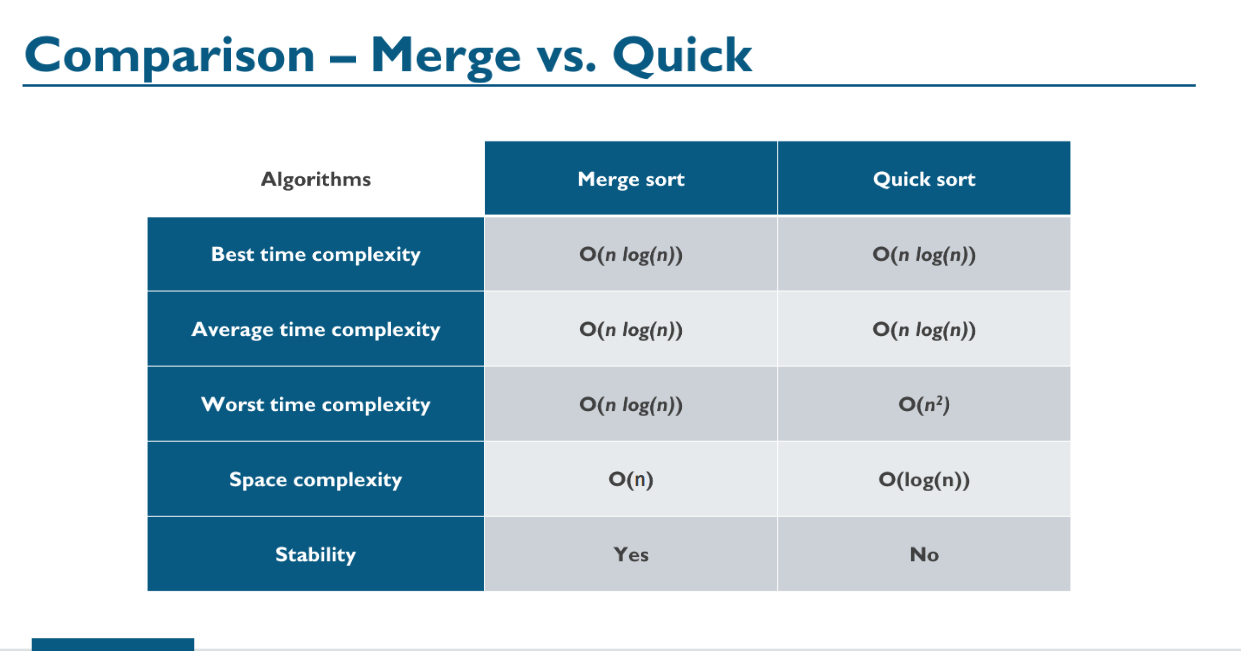 Comparison – Merge vs. Quick
Algorithms Merge sort Quick sort
Best time complexity O(n log(n)) O(n log(n))
Average time complexity O(n log(n)) O(n log(n))
Worst time complexity O(n log(n)) O(n²)
Space complexity O(n) O(log(n))
Stability Yes No